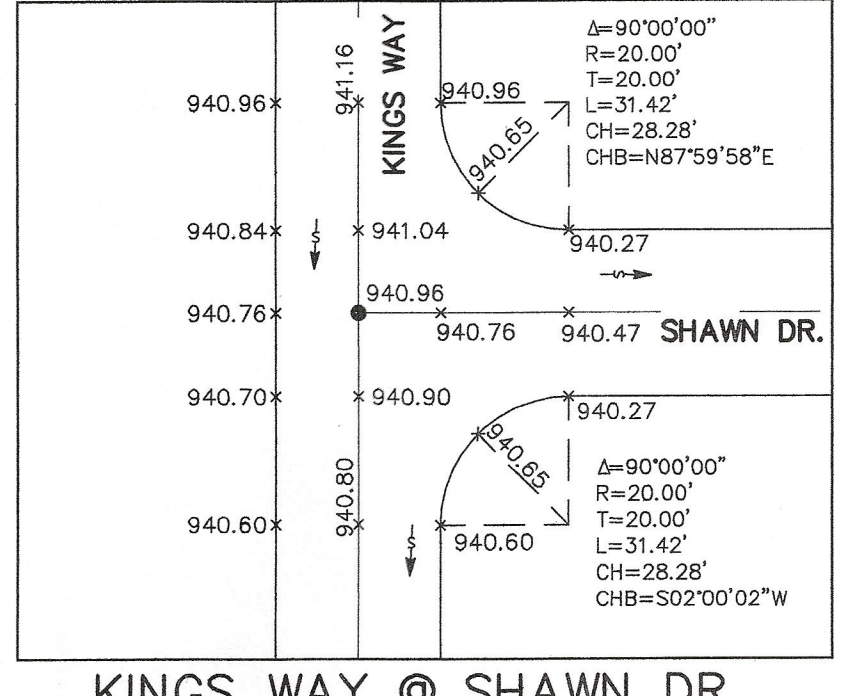 KINGS WAY
941.16
940.96
940.96
940.65
Δ=90°00'00"
R=20.00'
T=20.00'
L=31.42'
CH=28.28'
CHB=N87°59'58"E
940.84
S
941.04
940.27
S
940.76
940.96
940.76
940.47
SHAWN DR.
940.70
940.90
940.27
940.65
940.80
940.60
S
940.60
Δ=90°00'00"
R=20.00'
T=20.00'
L=31.42'
CH=28.28'
CHB=S02°00'02"W
KINGS WAY @ SHAWN DR